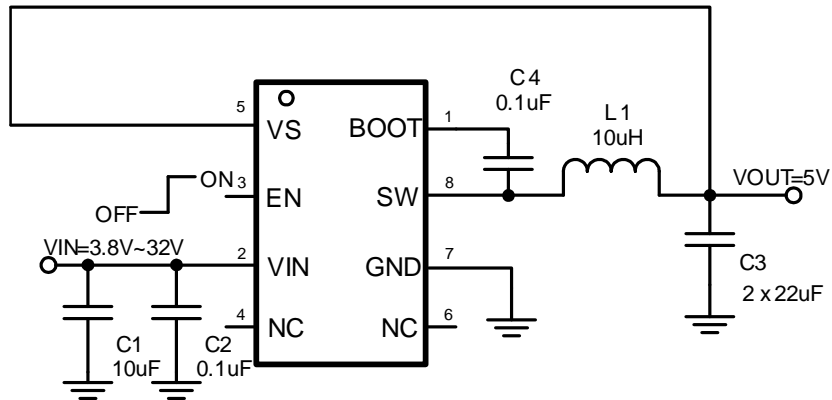 C4
0.1uF
L1
10uH
5
VS
BOOT
1
ON
3
OFF
EN
SW
8
VOUT=5V
VIN=3.8V~32V
2
VIN
GND
7
C3
2 x 22uF
4
NC
NC
6
C1
10uF
C2
0.1uF